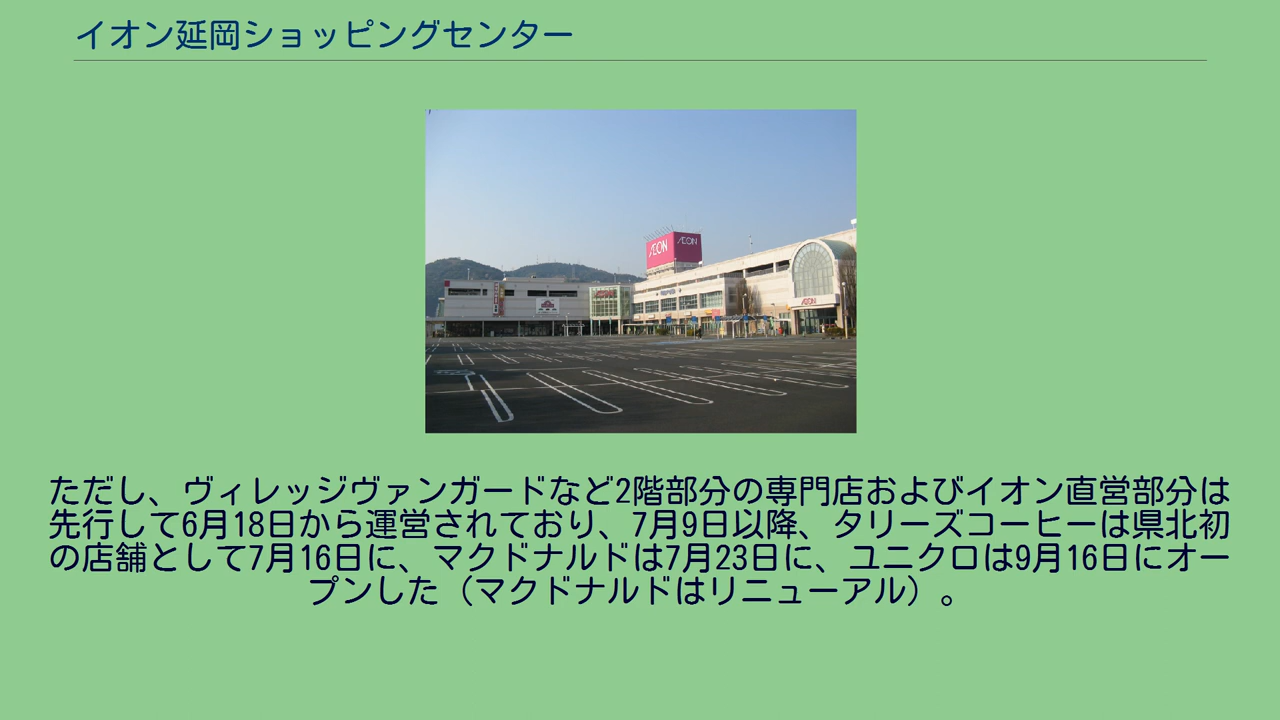 イオン延岡ショッピングセンター
ÆON
ÆON
ÆON
ただし、ヴィレッジヴァンガードなど2階部分の専門店およびイオン直営部分は
先行して6月18日から運営されており、7月9日以降、タリーズコーヒーは県北初
の店舗として7月16日に、マクドナルドは7月23日に、ユニクロは9月16日にオー
プンした（マクドナルドはリニューアル）。